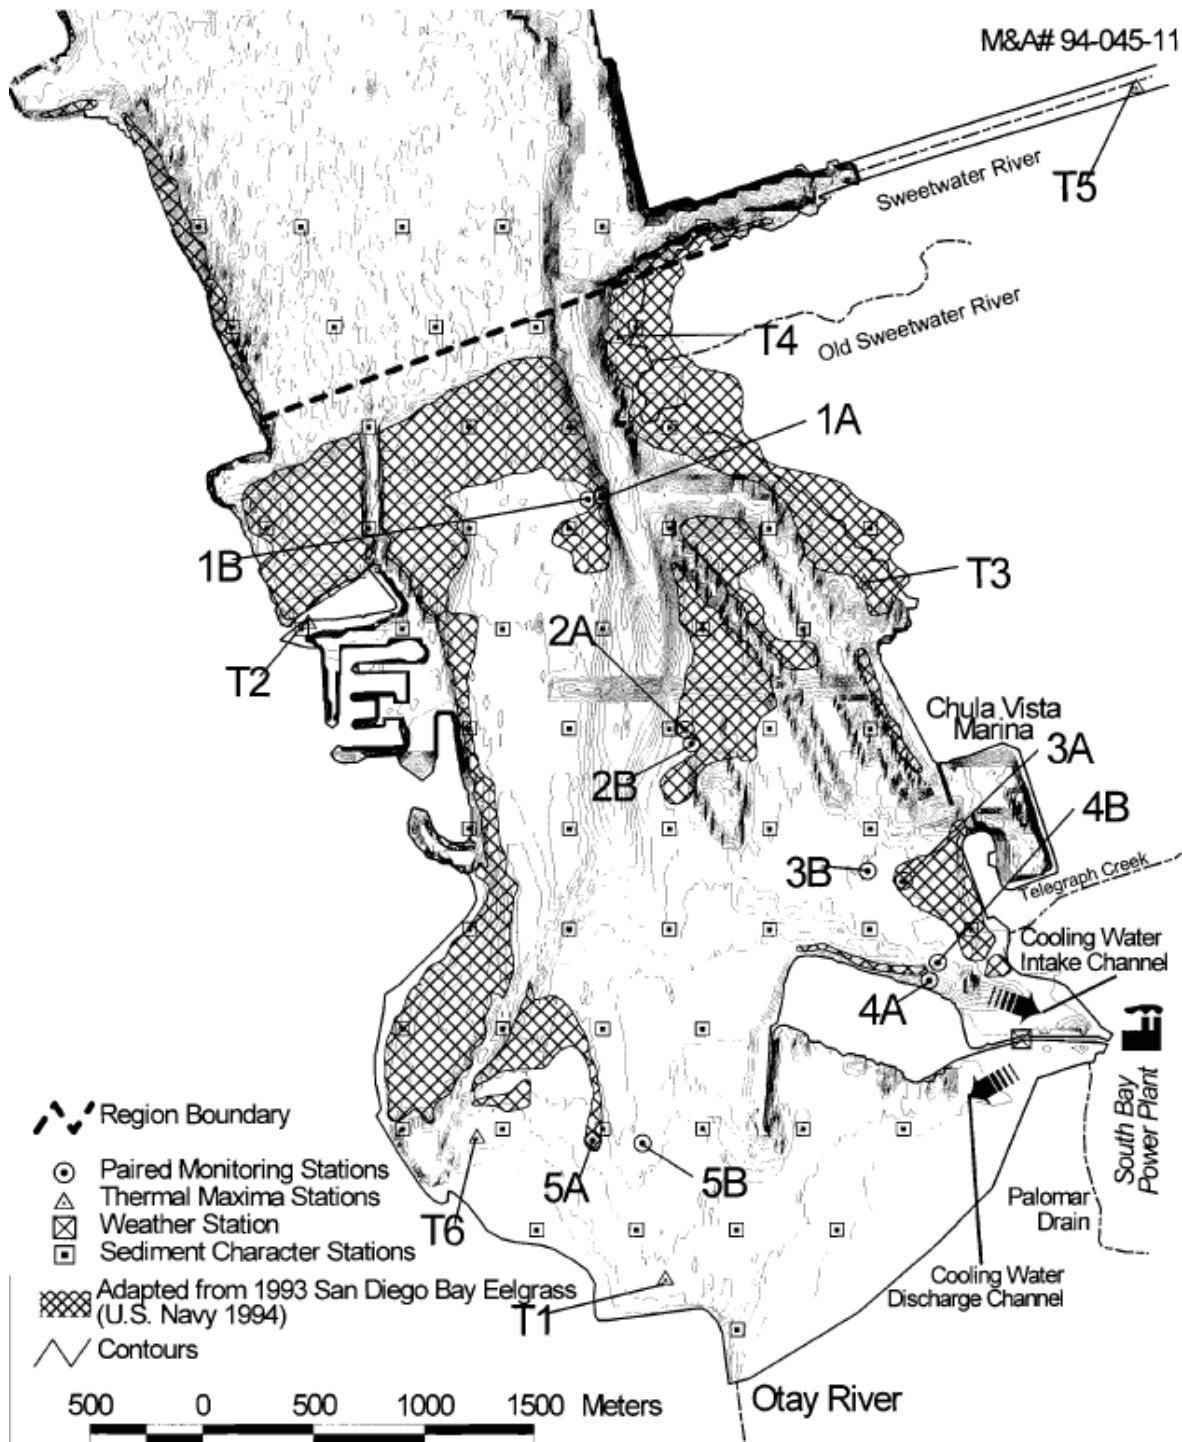 M&A# 94-045-11
Sweetwater River
T5
Old Sweetwater River
T4
1A
1B
T3
2A
T2
Chula Vista
Marina
3A
2B
4B
3B
Telegraph Creek
Cooling Water
Intake Channel
4A
Region Boundary
South Bay
Power Plant
Paired Monitoring Stations
5A
5B
Thermal Maxima Stations
Palomar
Drain
Weather Station
T6
Sediment Character Stations
Adapted from 1993 San Diego Bay Eelgrass
(U.S. Navy 1994)
Cooling Water
Discharge Channel
T1
Contours
500 0 500 1000 1500 Meters
Otay River